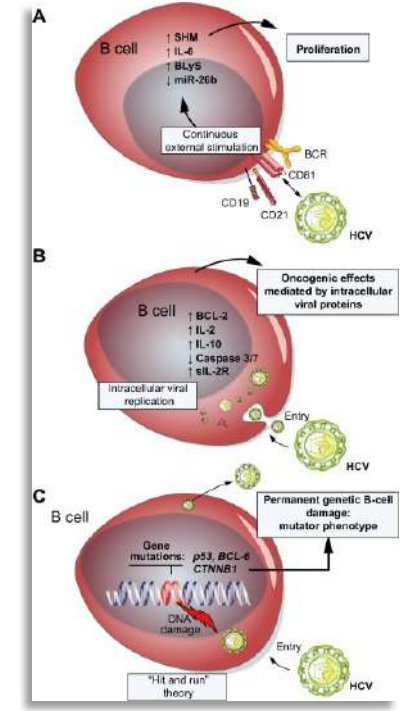 A
B cell
↑ SHM
↑ IL-6
↑ BLyS
↓ miR-26b
Proliferation
Continuous
external stimulation
BCR
CD81
CD19
CD21
HCV
B
B cell
Oncogenic effects
mediated by intracellular
viral proteins
↑ BCL-2
↑ IL-2
↑ IL-10
↓ Caspase 3/7
↑ sIL-2R
Intracellular viral
replication
Entry
HCV
C
B cell
Permanent genetic B-cell
damage:
mutator phenotype
Gene
mutations:
p53, BCL-6
CTNNB1
DNA
damage
Entry
"Hit and run"
theory
HCV